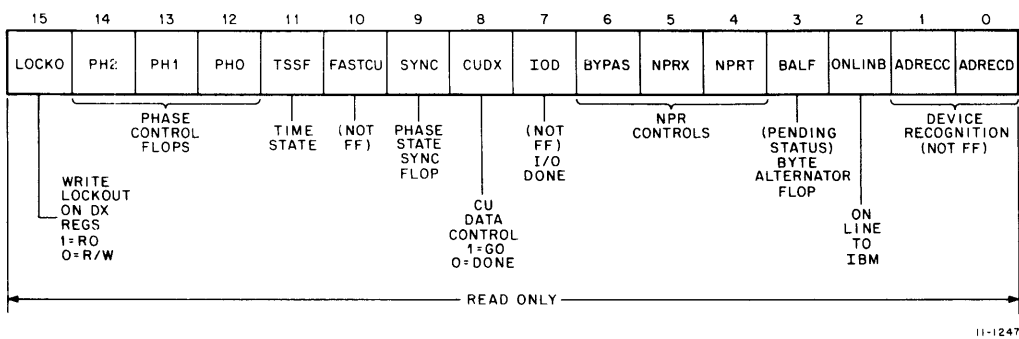 15 14 13 12 11 10 9 8 7 6 5 4 3 2 1 0
LOCKO PH2 PH1 PH0 TSSF FASTCU SYNC CUDX IOD BYPAS NPRX NPRT BALF ONLINB ADRECC ADRECD
WRITE
LOCKOUT
ON DX
REGS
1=RO
0=R/W
PHASE
CONTROL
FLOPS
TIME
STATE
(NOT
FF)
PHASE
STATE
SYNC
FLOP
CU
DATA
CONTROL
1=GO
0=DONE
(NOT
FF)
I/O
DONE
NPR
CONTROLS
(PENDING
STATUS)
BYTE
ALTERNATOR
FLOP
ON
LINE
TO
IBM
DEVICE
RECOGNITION
(NOT FF)
READ ONLY
11-1247